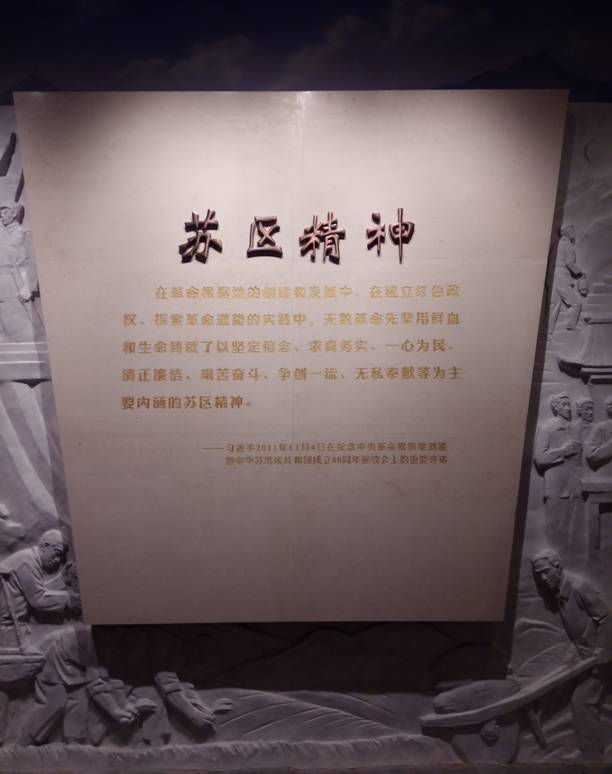 苏区精神
在革命根据地的创建和发展中，在建立红色政
权、探索革命道路的实践中，无数革命先辈用鲜血
和生命铸就了以坚定信念、求真务实、一心为民、
清正廉洁、艰苦奋斗、争创一流、无私奉献等为主
要内涵的苏区精神。
——习近平2011年11月4日在纪念中央革命根据地创建
暨中华苏维埃共和国成立80周年座谈会上的重要讲话